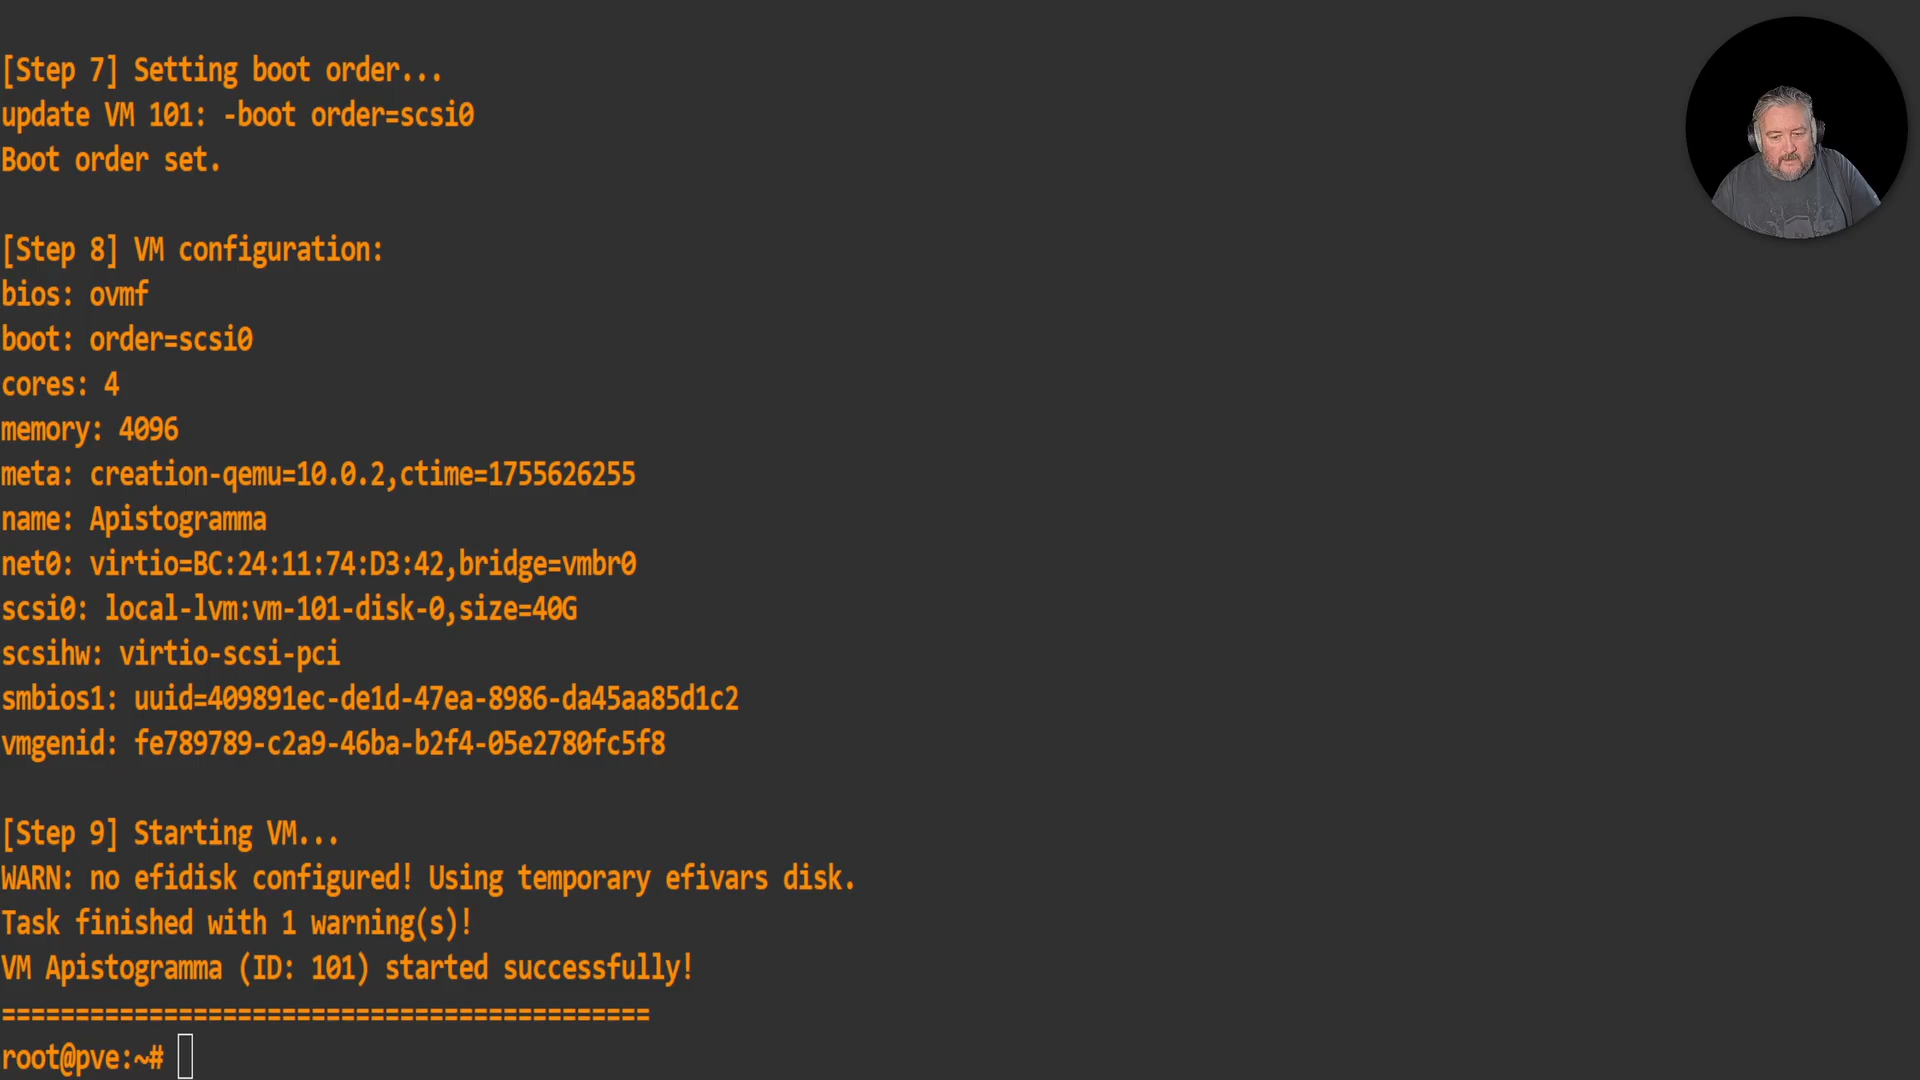 [Step 7] Setting boot order...
update VM 101: -boot order=scsi0
Boot order set.
[Step 8] VM configuration:
bios: ovmf
boot: order=scsi0
cores: 4
memory: 4096
meta: creation-qemu=10.0.2,ctime=1755626255
name: Apistogramma
net0: virtio=BC:24:11:74:D3:42,bridge=vmbr0
scsi0: local-lvm:vm-101-disk-0,size=40G
scsihw: virtio-scsi-pci
smbios1: uuid=409891ec-de1d-47ea-8986-da45aa85d1c2
vmgenid: fe789789-c2a9-46ba-b2f4-05e2780fc5f8
[Step 9] Starting VM...
WARN: no efidisk configured! Using temporary efivars disk.
Task finished with 1 warning(s)!
VM Apistogramma (ID: 101) started successfully!
============================================
root@pve:~#